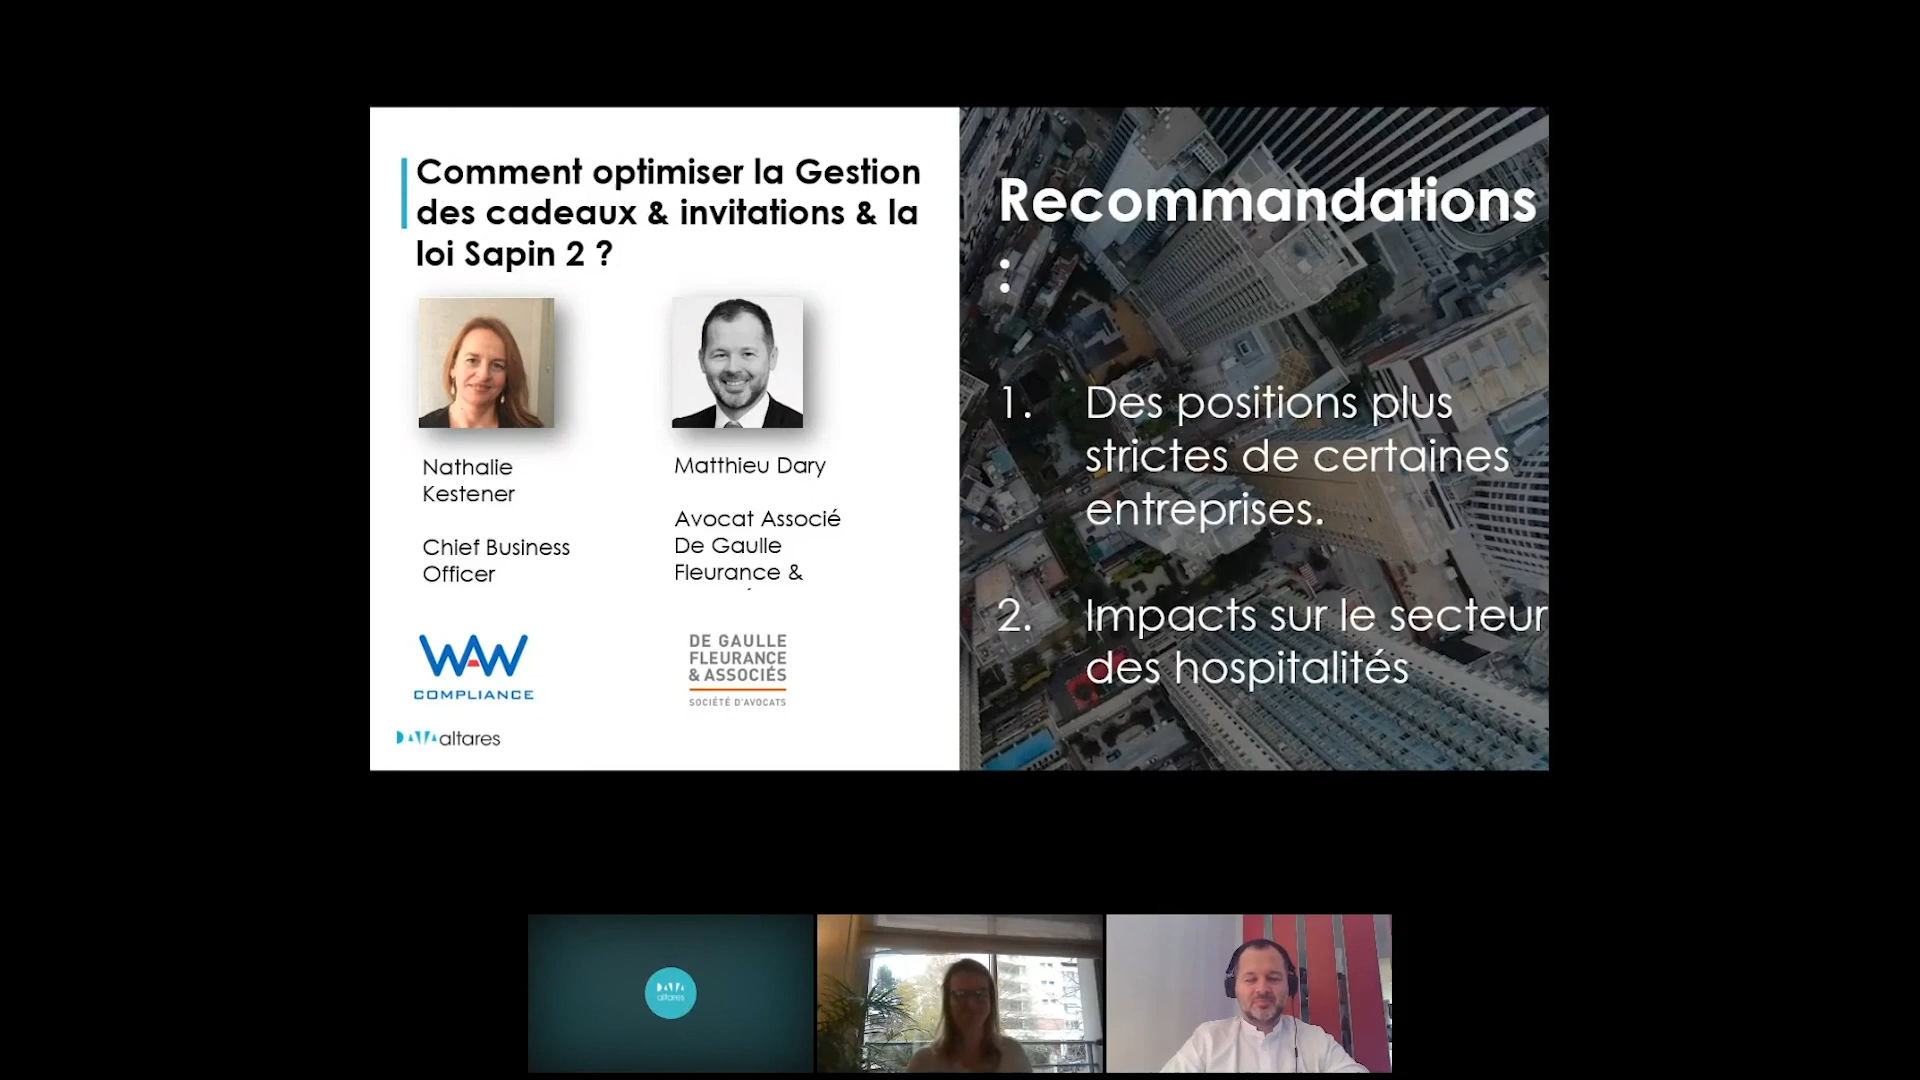 Comment optimiser la Gestion
des cadeaux & invitations & la
loi Sapin 2 ?
Nathalie
Kestener
Chief Business
Officer
WAW
COMPLIANCE
Matthieu Dary
Avocat Associé
De Gaulle
Fleurance &
DE GAULLE
FLEURANCE
& ASSOCIÉS
SOCIÉTÉ D'AVOCATS
DATAaltares
Recommandations
:
1. Des positions plus
strictes de certaines
entreprises.
2. Impacts sur le secteur
des hospitalités
DATA
altares